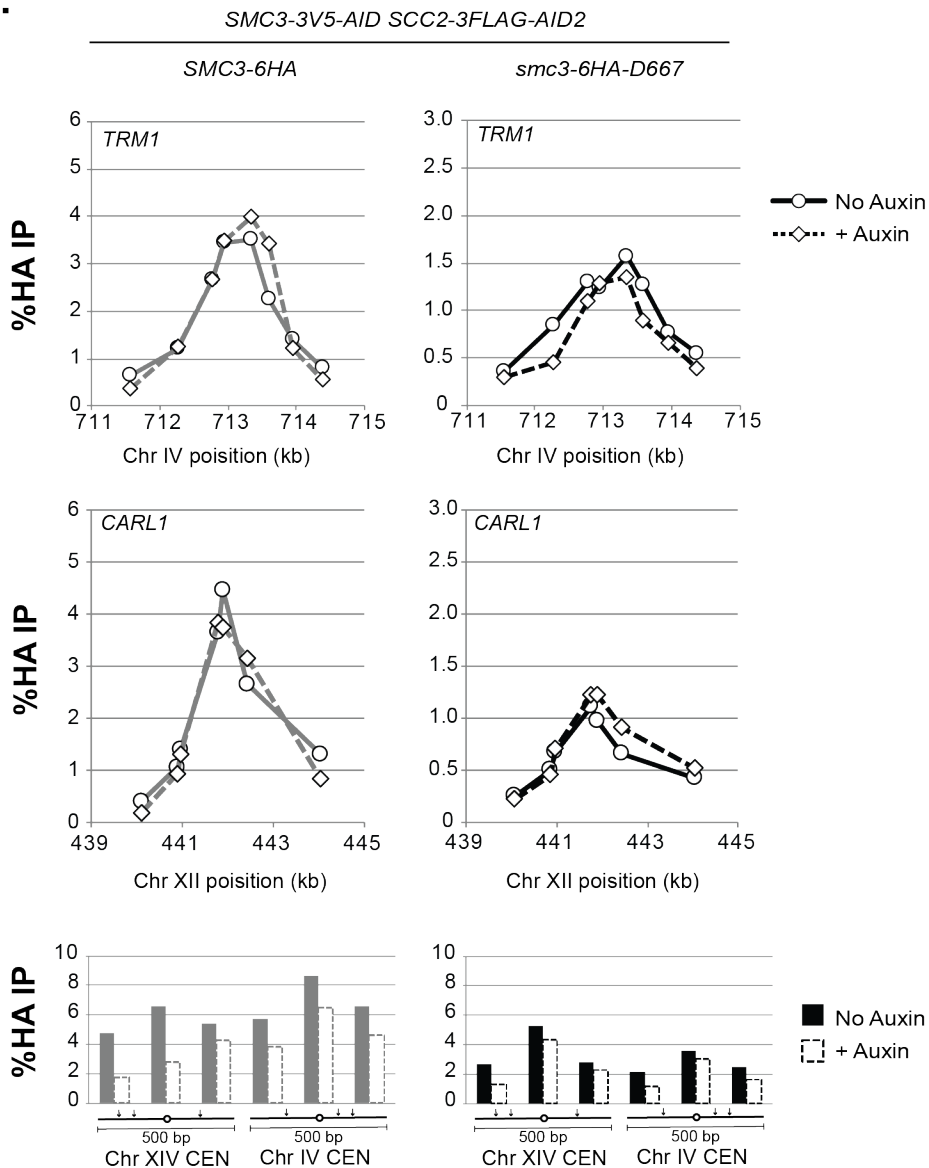 SMC3-3V5-AID SCC2-3FLAG-AID2
SMC3-6HA
smc3-6HA-D667
6
5
4
3
2
1
0
TRM1
%HA IP
711 712 713 714 715
Chr IV poisition (kb)
3.0
2.5
2.0
1.5
1.0
0.5
0
TRM1
711 712 713 714 715
Chr IV poisition (kb)
No Auxin
+ Auxin
6
5
4
3
2
1
0
CARL1
%HA IP
439 441 443 445
Chr XII poisition (kb)
3.0
2.5
2.0
1.5
1.0
0.5
0
CARL1
439 441 443 445
Chr XII poisition (kb)
10
8
6
4
2
0
%HA IP
500 bp 500 bp
Chr XIV CEN Chr IV CEN
10
8
6
4
2
0
500 bp 500 bp
Chr XIV CEN Chr IV CEN
No Auxin
+ Auxin